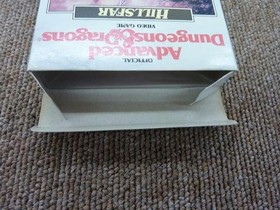 OFFICIAL
Advanced
Dungeons & Dragons®
VIDEO GAME
HILLSFAR